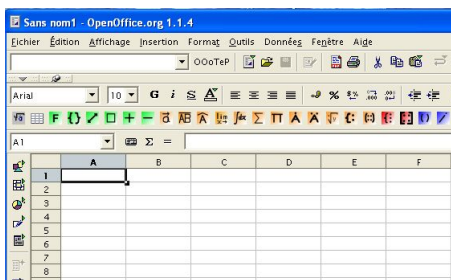 Sans nom1 - OpenOffice.org 1.1.4
Fichier Édition Affichage Insertion Format Outils Données Fenêtre Aide
OOoTeP
Arial 10 G i S A %
F {} Σ Π
A1 Σ =
A B C D E F
1
2
3
4
5
6
7
8